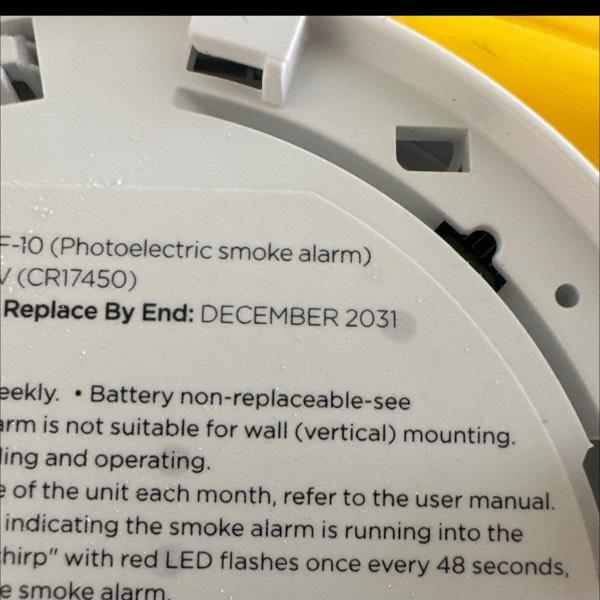 F-10 (Photoelectric smoke alarm)
V (CR17450)
Replace By End: DECEMBER 2031
eekly. • Battery non-replaceable-see
arm is not suitable for wall (vertical) mounting.
ling and operating.
e of the unit each month, refer to the user manual.
indicating the smoke alarm is running into the
hirp" with red LED flashes once every 48 seconds,
e smoke alarm.